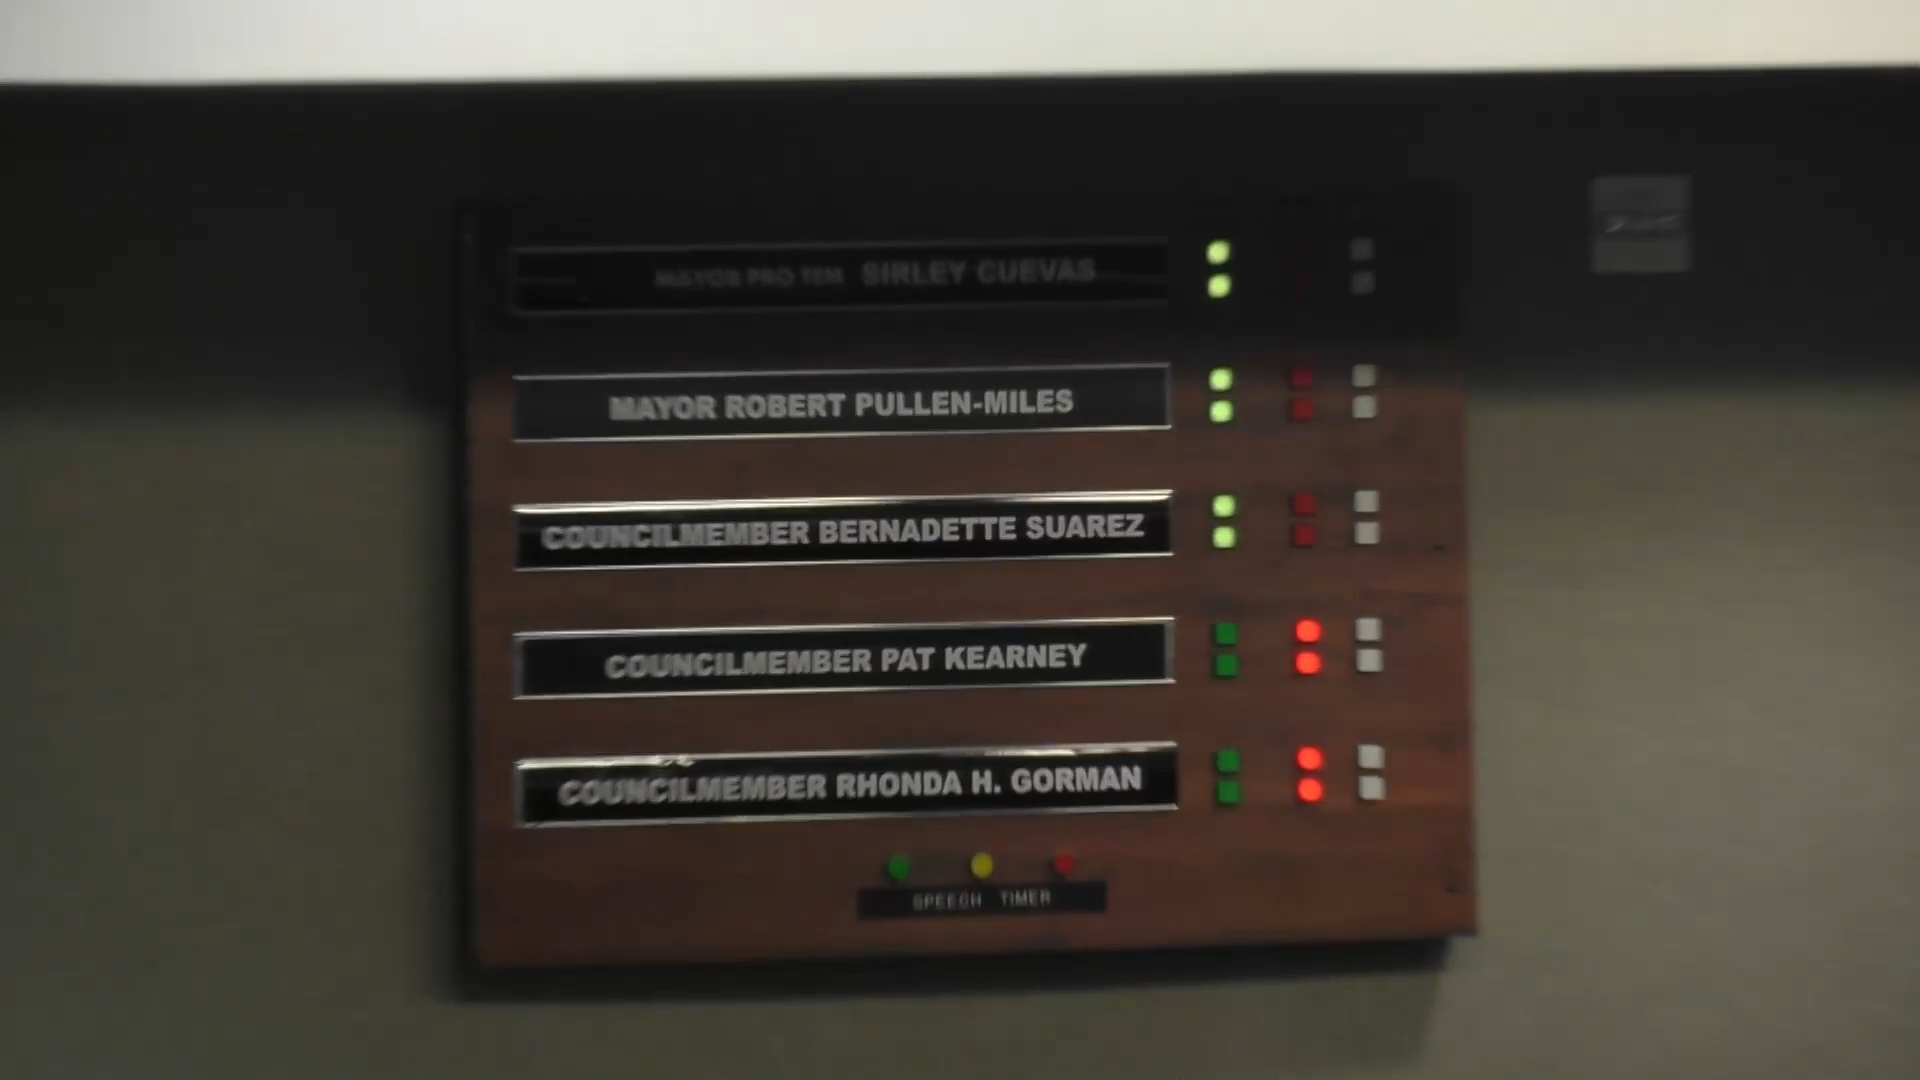 MAYOR PRO TEM SIRLEY CUEVAS
MAYOR ROBERT PULLEN-MILES
COUNCILMEMBER BERNADETTE SUAREZ
COUNCILMEMBER PAT KEARNEY
COUNCILMEMBER RHONDA H. GORMAN
SPEECH TIMER